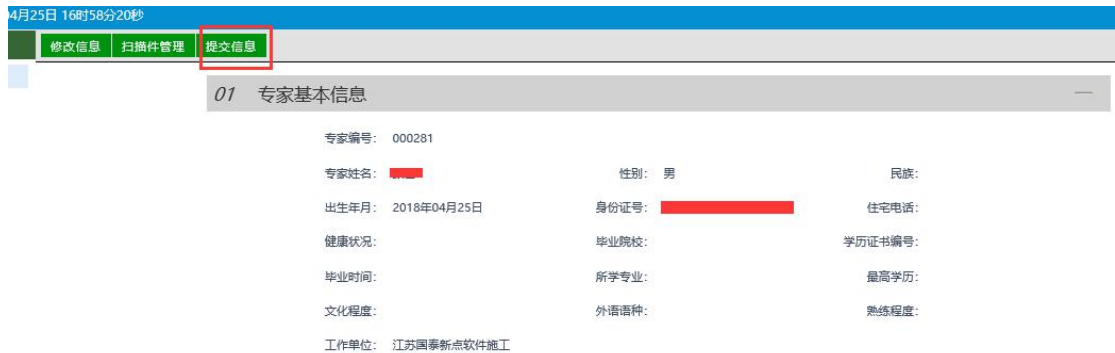 04月25日 16时58分20秒
修改信息 扫描件管理 提交信息
01 专家基本信息
专家编号: 000281
专家姓名: 性别: 男 民族:
出生年月: 2018年04月25日 身份证号: 住宅电话:
健康状况: 毕业院校: 学历证书编号:
毕业时间: 所学专业: 最高学历:
文化程度: 外语语种: 熟练程度:
工作单位: 江苏国泰新点软件施工